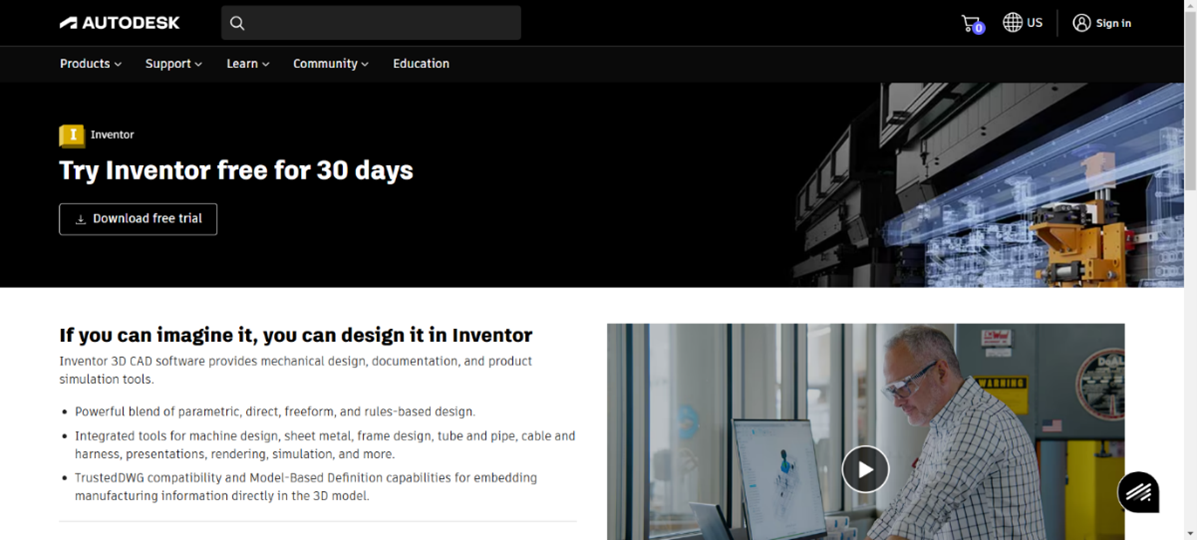 AUTODESK
0
US
Sign in
Products
Support
Learn
Community
Education
I
Inventor
Try Inventor free for 30 days
Download free trial
If you can imagine it, you can design it in Inventor
Inventor 3D CAD software provides mechanical design, documentation, and product
simulation tools.
• Powerful blend of parametric, direct, freeform, and rules-based design.
• Integrated tools for machine design, sheet metal, frame design, tube and pipe, cable and
harness, presentations, rendering, simulation, and more.
• TrustedDWG compatibility and Model-Based Definition capabilities for embedding
manufacturing information directly in the 3D model.
WARNING